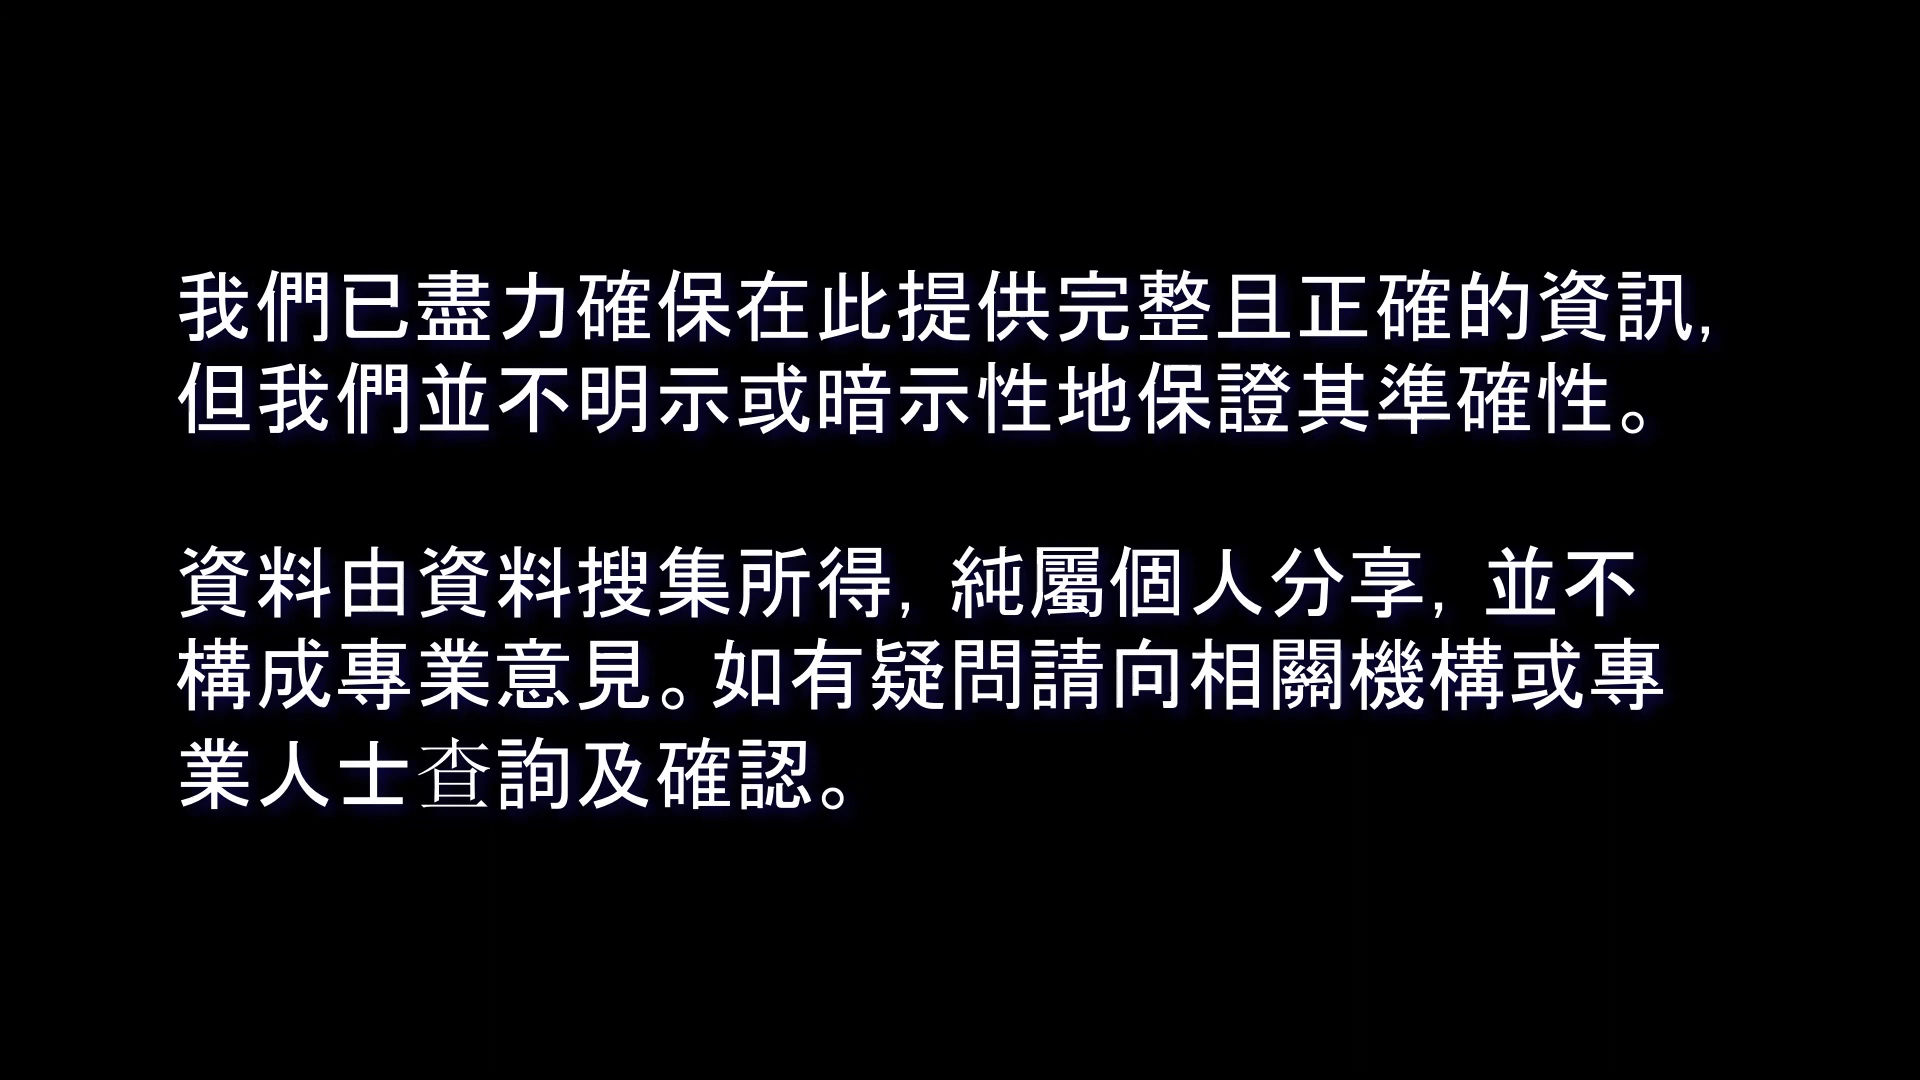 我們已盡力確保在此提供完整且正確的資訊,
但我們並不明示或暗示性地保證其準確性。
資料由資料搜集所得, 純屬個人分享, 並不
構成專業意見。如有疑問請向相關機構或專
業人士查詢及確認。